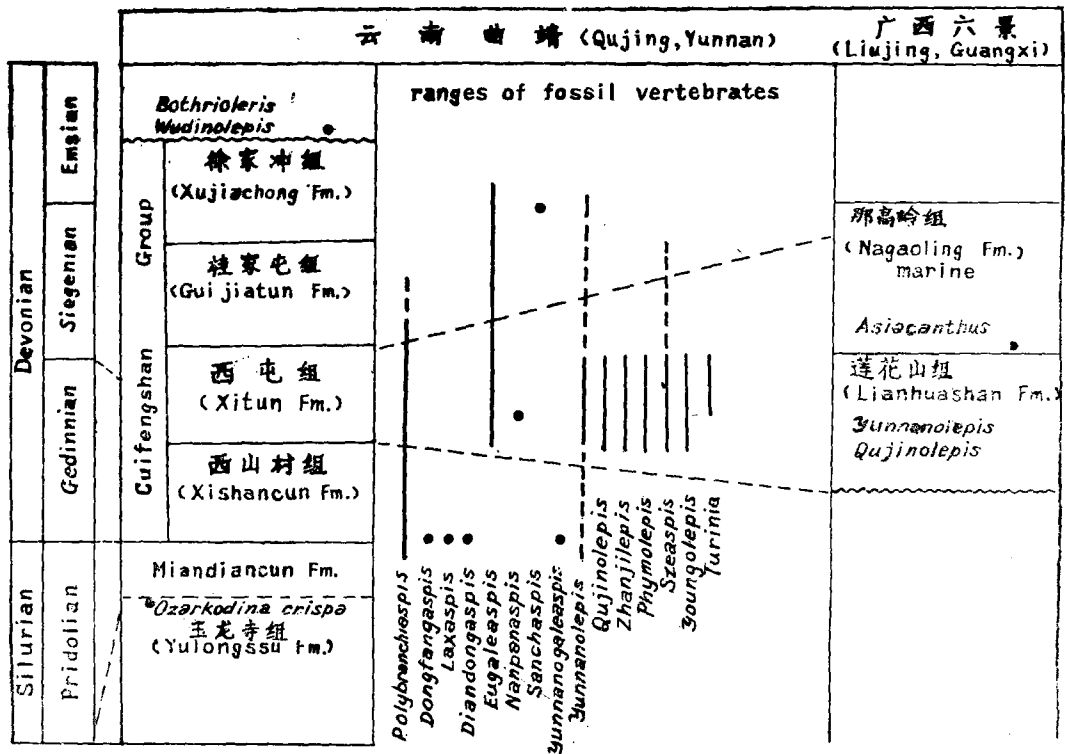 云南曲靖 (Qujing, Yunnan)
广西六景
(Liujing, Guangxi)
Devonian
Silurian
Emsian
Siegenian
Gedinnian
Pridolian
Bothrioleris
Wudinolepis
Cuifengshan Group
徐家冲组
(Xujiachong Fm.)
桂家屯组
(Guijiatun Fm.)
西屯组
(Xitun Fm.)
西山村组
(Xishancun Fm.)
Miandiancun Fm.
*Ozarkodina crispa
玉龙寺组
(Yulongssu Fm.)
ranges of fossil vertebrates
Polybranchiaspis
Dongfangaspis
Laxaspis
Diandongaspis
Eugaleaspis
Nanpanaspis
Sanchaspis
Yunnanogaleaspis
Yunnanolepis
Qujinolepis
Zhanjilepis
Phymolepis
Szeaspis
Youngolepis
Turinia
那高岭组
(Nagaoling Fm.)
marine
Asiacanthus
莲花山组
(Lianhuashan Fm.)
Yunnanolepis
Qujinolepis